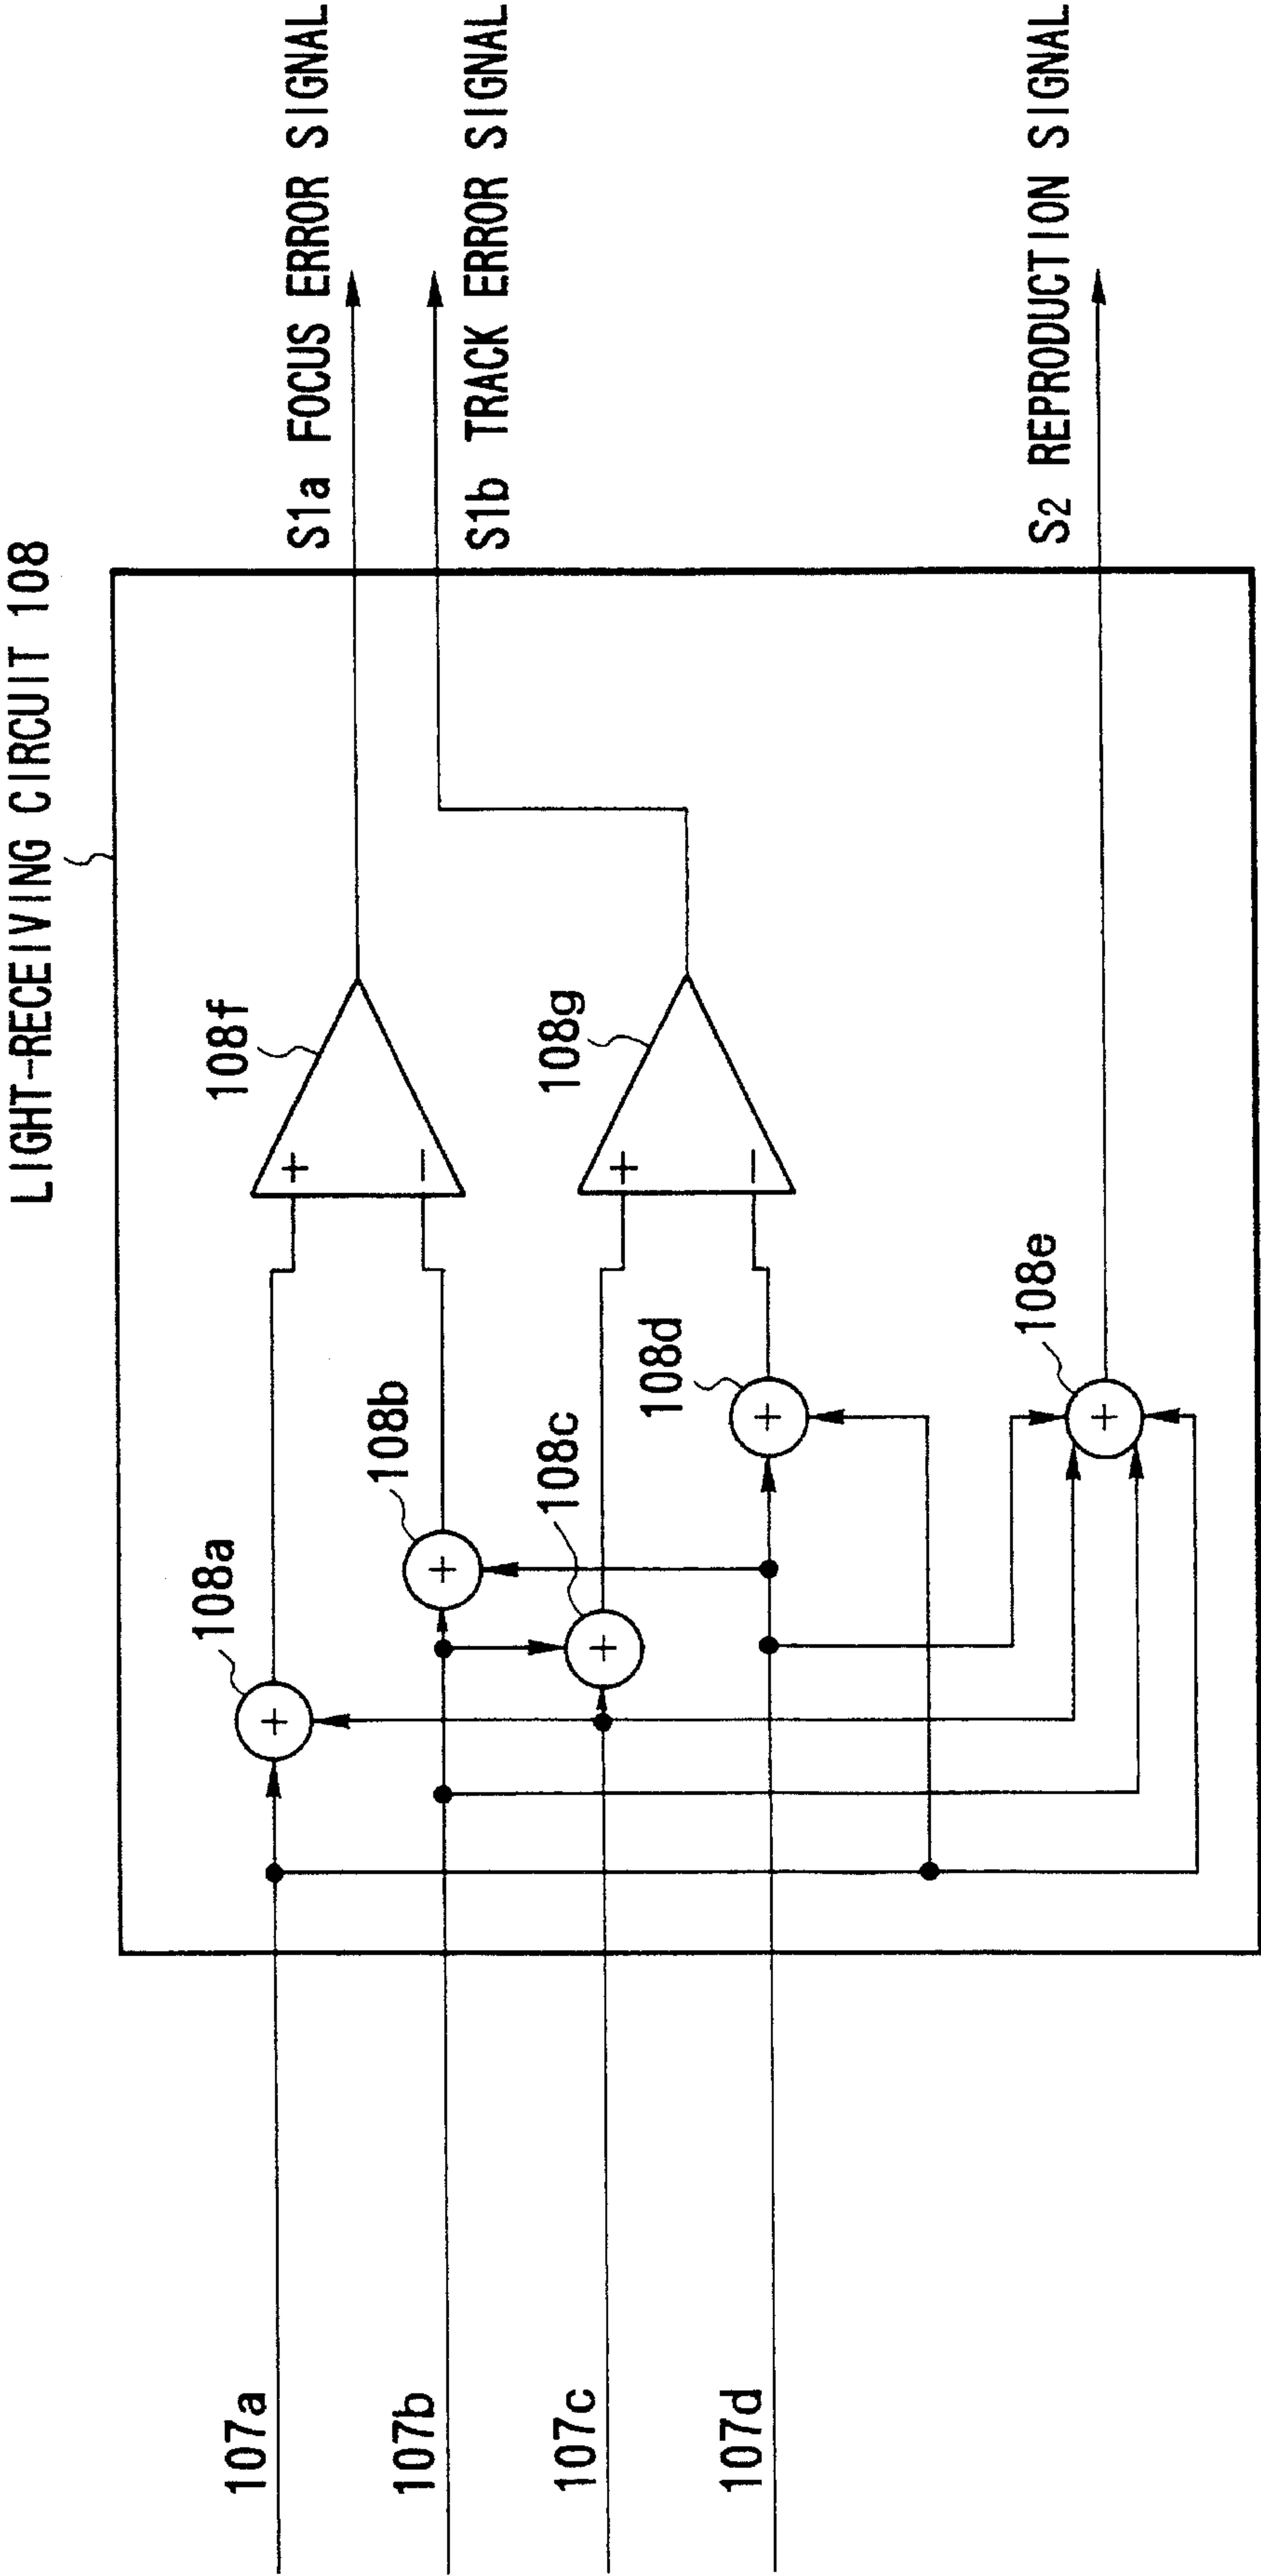 LIGHT-RECEIVING CIRCUIT 108
S1a FOCUS ERROR SIGNAL
S1b TRACK ERROR SIGNAL
S2 REPRODUCTION SIGNAL
108f
108g
108a
108b
108c
108d
108e
107a
107b
107c
107d
+
−
+
−
+
+
+
+
+